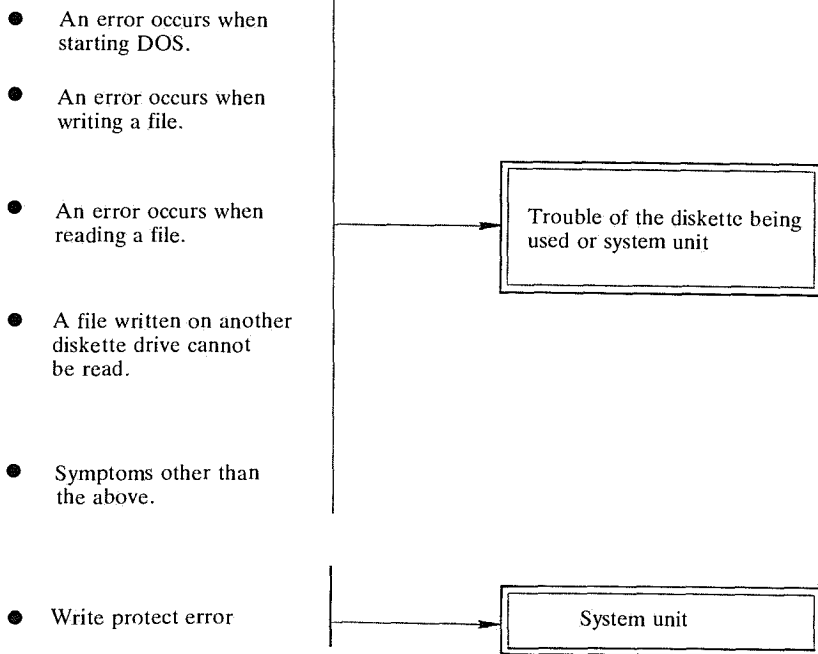 ● An error occurs when
starting DOS.
● An error occurs when
writing a file.
● An error occurs when
reading a file.
● A file written on another
diskette drive cannot
be read.
● Symptoms other than
the above.
Trouble of the diskette being
used or system unit
● Write protect error
System unit